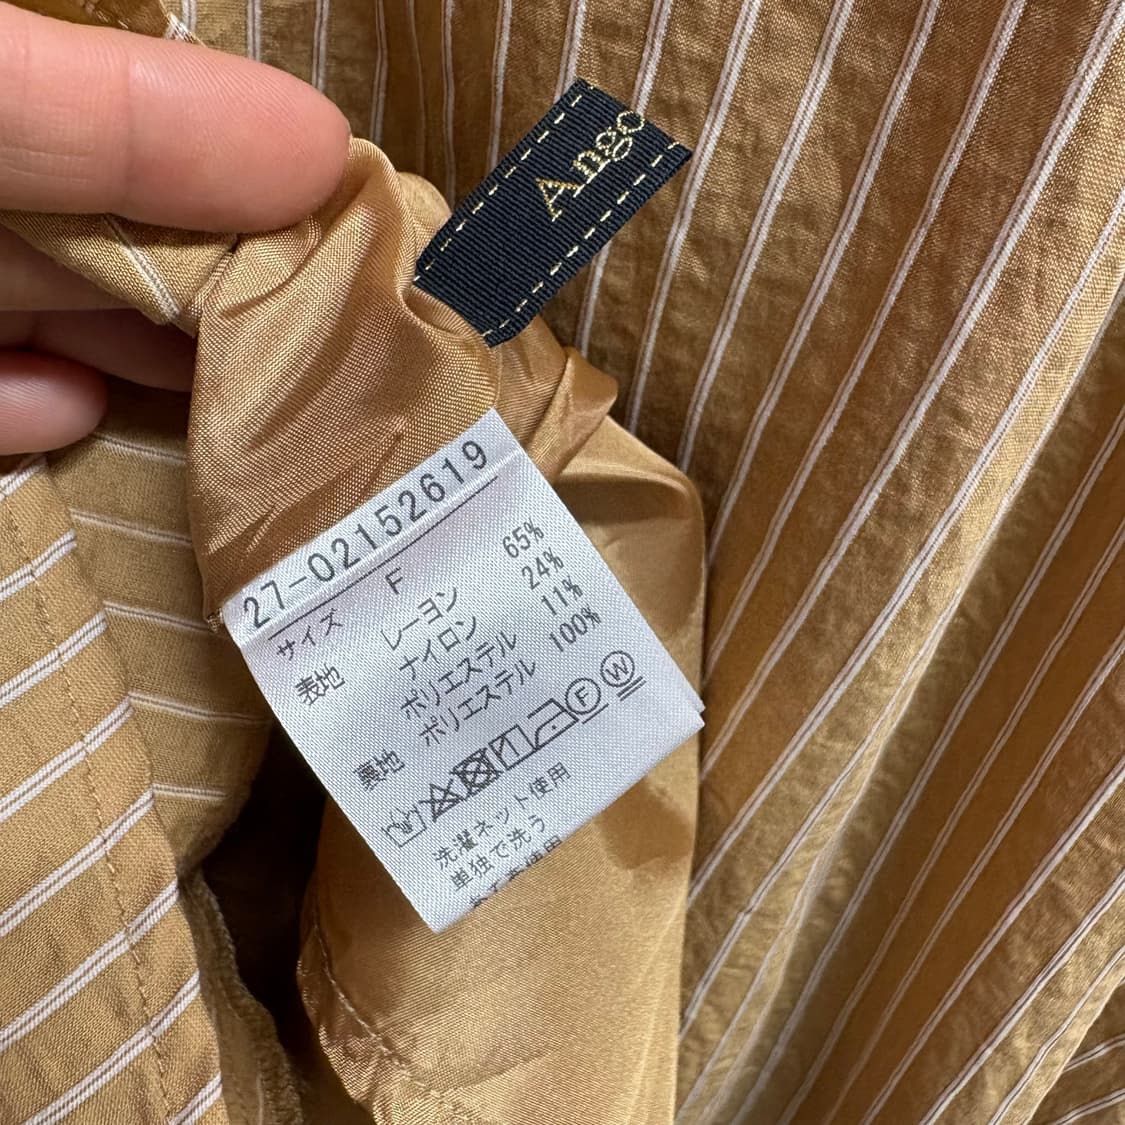 Ango
27-02152619
サイズ F
表地 レーヨン 65%
ナイロン 24%
ポリエステル 11%
裏地 ポリエステル 100%
F W
洗濯ネット使用
単独で洗う